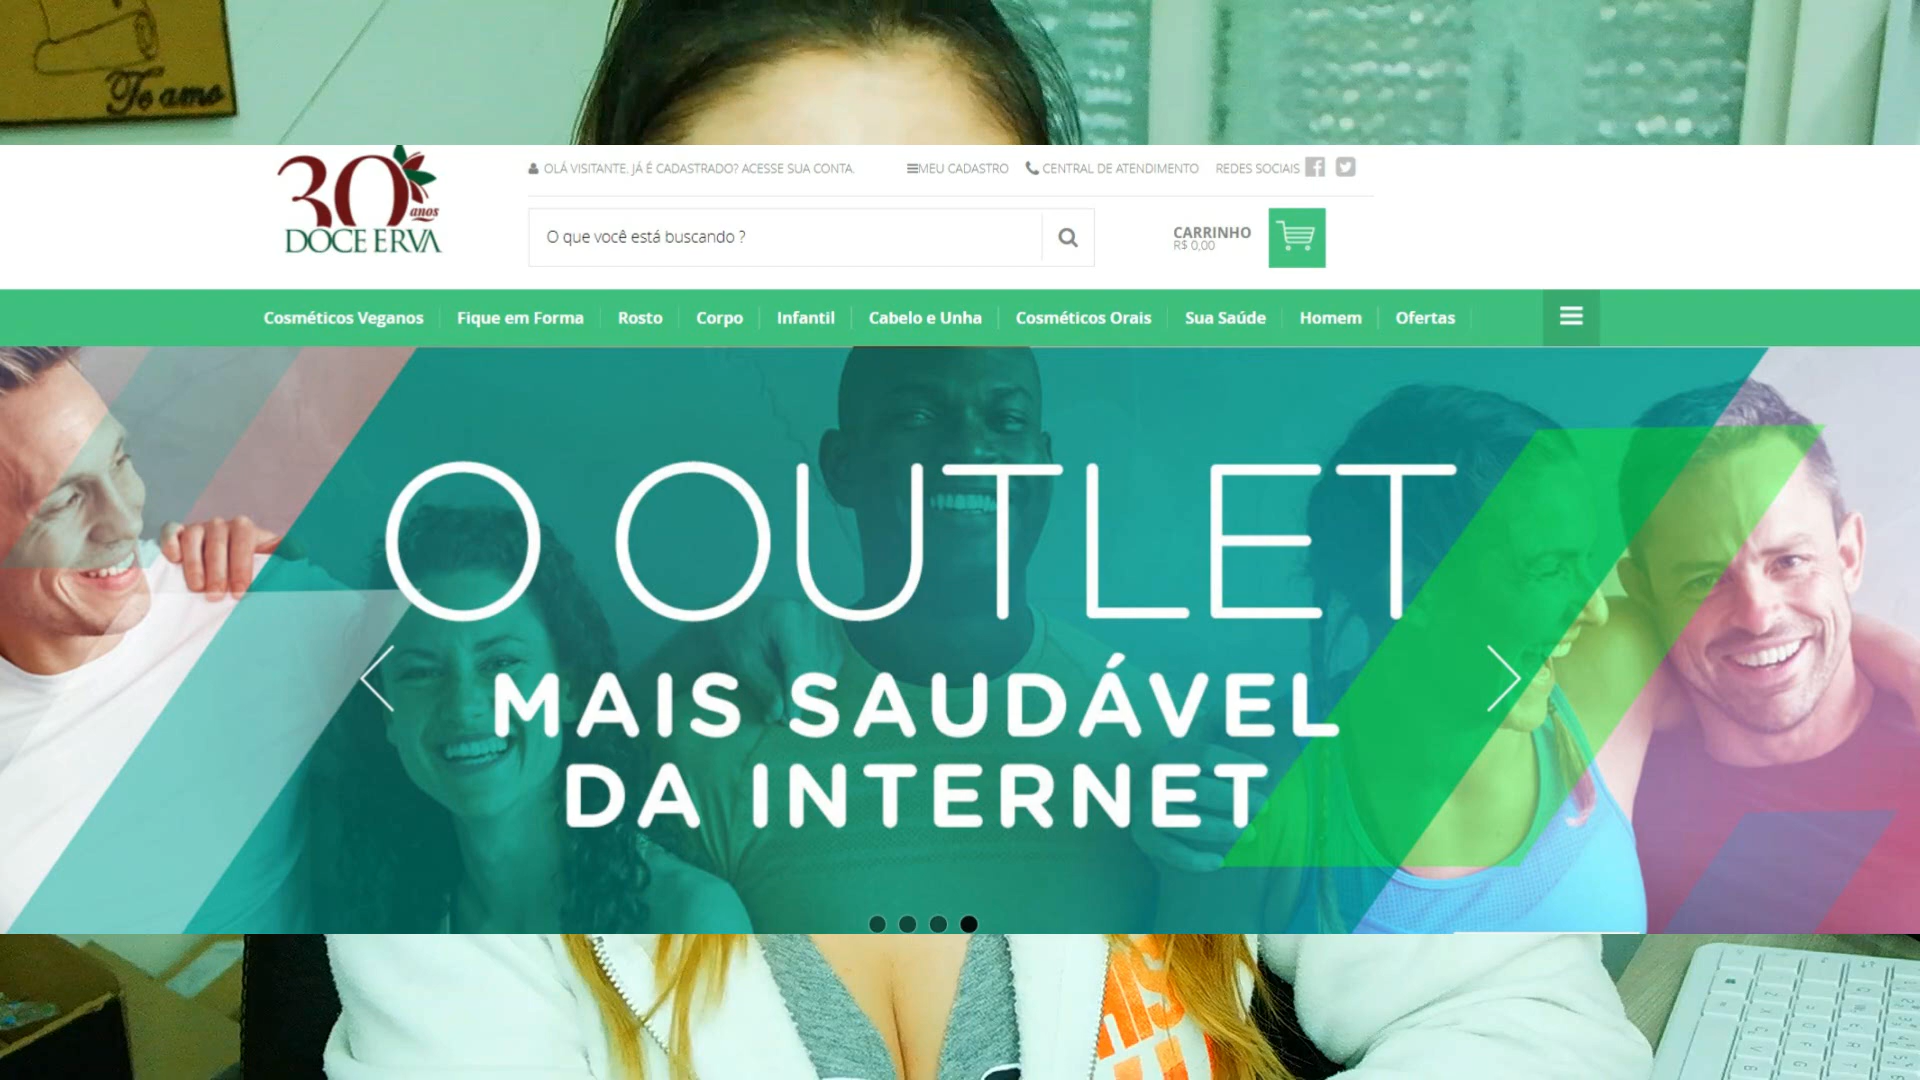 Te amo
30 anos
DOCE ERVA
OLÁ VISITANTE, JÁ É CADASTRADO? ACESSE SUA CONTA.
MEU CADASTRO
CENTRAL DE ATENDIMENTO
REDES SOCIAIS
O que você está buscando ?
CARRINHO
R$ 0,00
Cosméticos Veganos
Fique em Forma
Rosto
Corpo
Infantil
Cabelo e Unha
Cosméticos Orais
Sua Saúde
Homem
Ofertas
O OUTLET
MAIS SAUDÁVEL
DA INTERNET